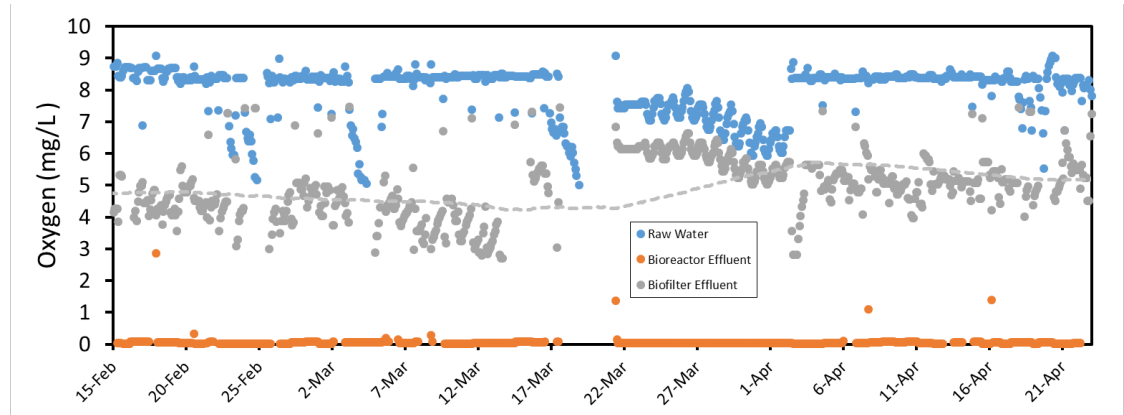 10
9
8
7
6
5
4
3
2
1
0
Oxygen (mg/L )
Raw Water
Bioreactor Effluent
Biofilter Effluent
15-Feb
20-Feb
25-Feb
2-Mar
7-Mar
12-Mar
17-Mar
22-Mar
27-Mar
1-Apr
6-Apr
11-Apr
16-Apr
21-Apr